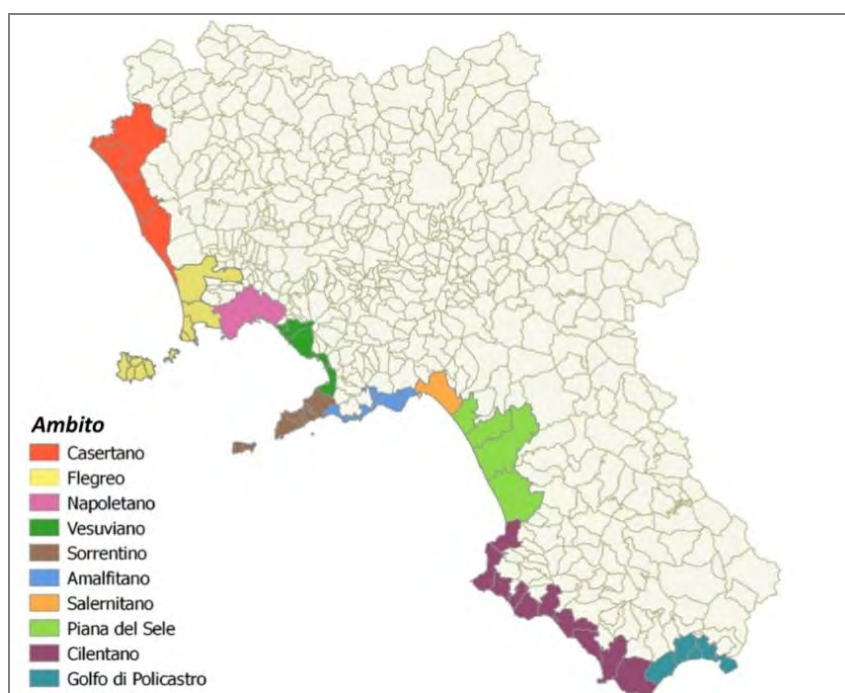 Ambito
Casertano
Flegreo
Napoletano
Vesuviano
Sorrentino
Amalfitano
Salernitano
Piana del Sele
Cilentano
Golfo di Policastro